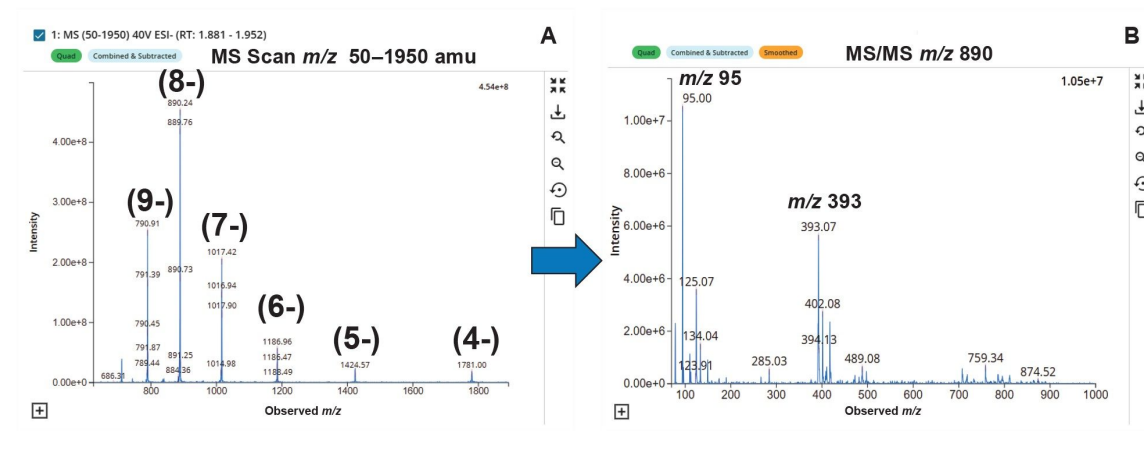 1: MS (50-1950) 40V ESI- (RT: 1.881 - 1.952)
A
Quad Combined & Subtracted MS Scan m/z 50–1950 amu
4.54e+8
(8-)
890.24
889.76
4.00e+8
3.00e+8
(9-)
790.91
(7-)
1017.42
Intensity
2.00e+8
791.39
890.73
1016.94
1017.90
(6-)
1.00e+8
790.45
1186.96
(5-)
(4-)
791.87
891.25
1186.47
789.44
884.36
1014.98
1188.49
1424.57
1781.00
686.31
0.00e+0
800 1000 1200 1400 1600 1800
Observed m/z
B
Quad Combined & Subtracted Smoothed MS/MS m/z 890
m/z 95
1.05e+7
95.00
1.00e+7
8.00e+6
m/z 393
6.00e+6
393.07
Intensity
4.00e+6
125.07
402.08
2.00e+6
134.04
394.13
123.91
285.03
489.08
759.34
874.52
0.00e+0
100 200 300 400 500 600 700 800 900 1000
Observed m/z